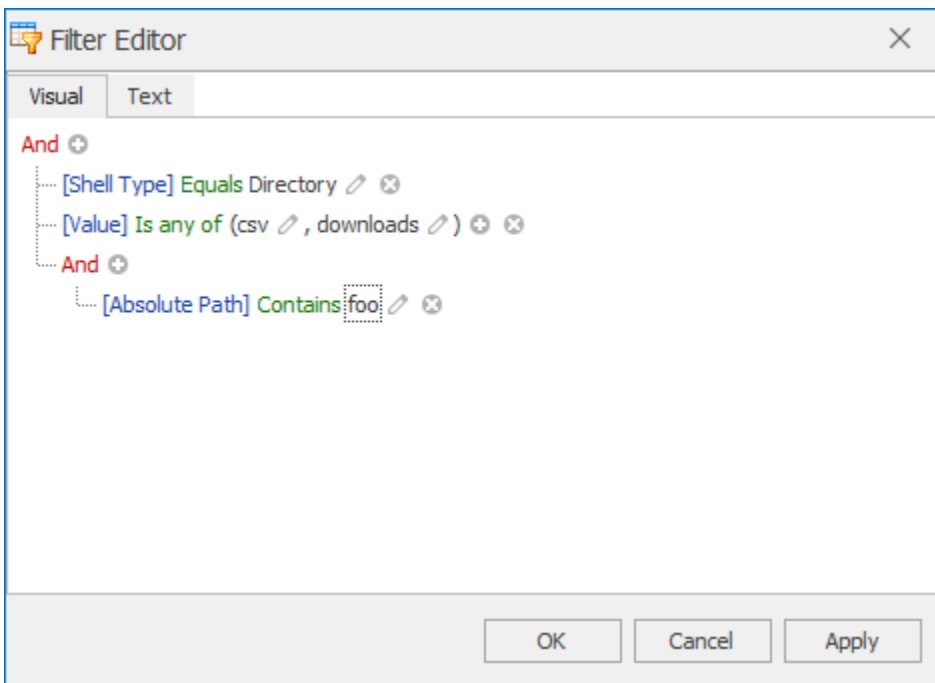 Filter Editor
Visual Text
And
[Shell Type] Equals Directory
[Value] Is any of (csv , downloads )
And
[Absolute Path] Contains foo
OK Cancel Apply